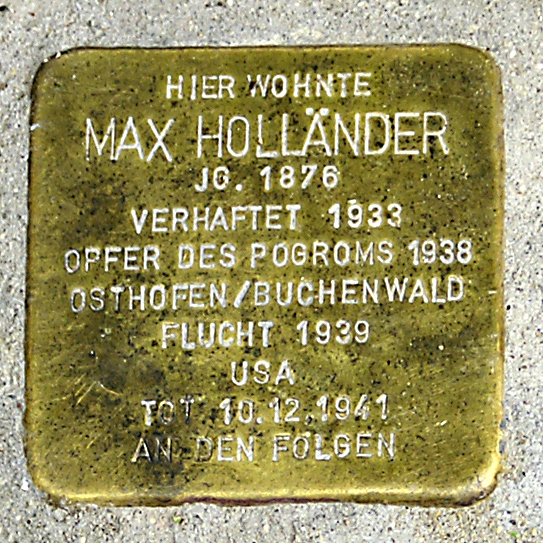 HIER WOHNTE
MAX HOLLÄNDER
JG. 1876
VERHAFTET 1933
OPFER DES POGROMS 1938
OSTHOFEN/BUCHENWALD
FLUCHT 1939
USA
TOT 10.12.1941
AN DEN FOLGEN